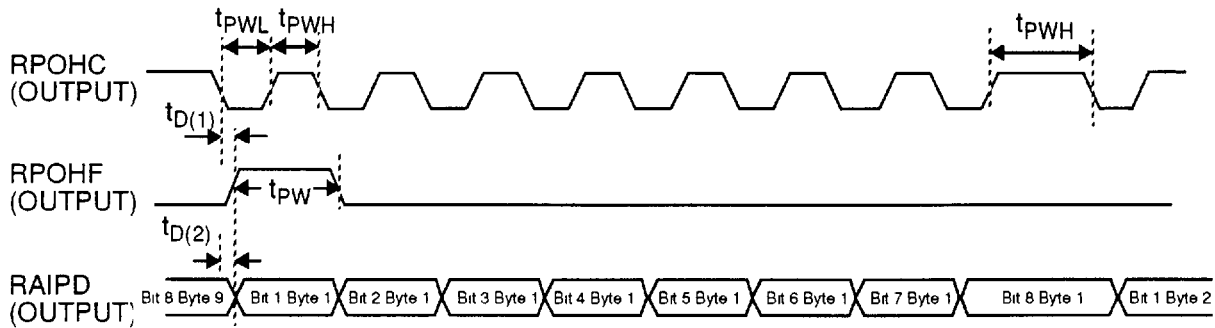 tPWL tPWH tPWH
RPOHC
(OUTPUT)
tD(1)
RPOHF
(OUTPUT)
tPW
tD(2)
RAIPD
(OUTPUT)
Bit 8 Byte 9 Bit 1 Byte 1 Bit 2 Byte 1 Bit 3 Byte 1 Bit 4 Byte 1 Bit 5 Byte 1 Bit 6 Byte 1 Bit 7 Byte 1 Bit 8 Byte 1 Bit 1 Byte 2